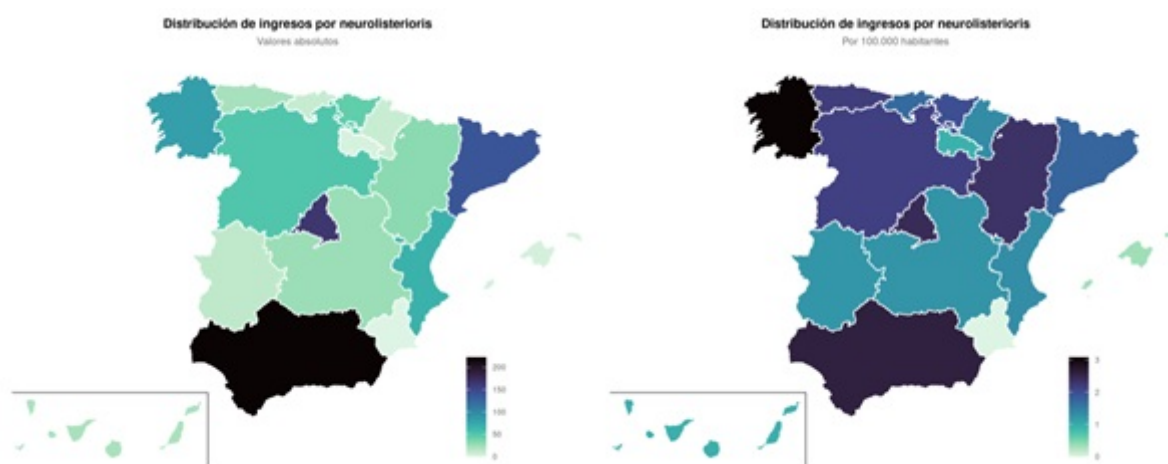 Distribución de ingresos por neurolisterioris
Valores absolutos
200
150
100
50
0
Distribución de ingresos por neurolisterioris
Por 100.000 habitantes
3
2
1
0